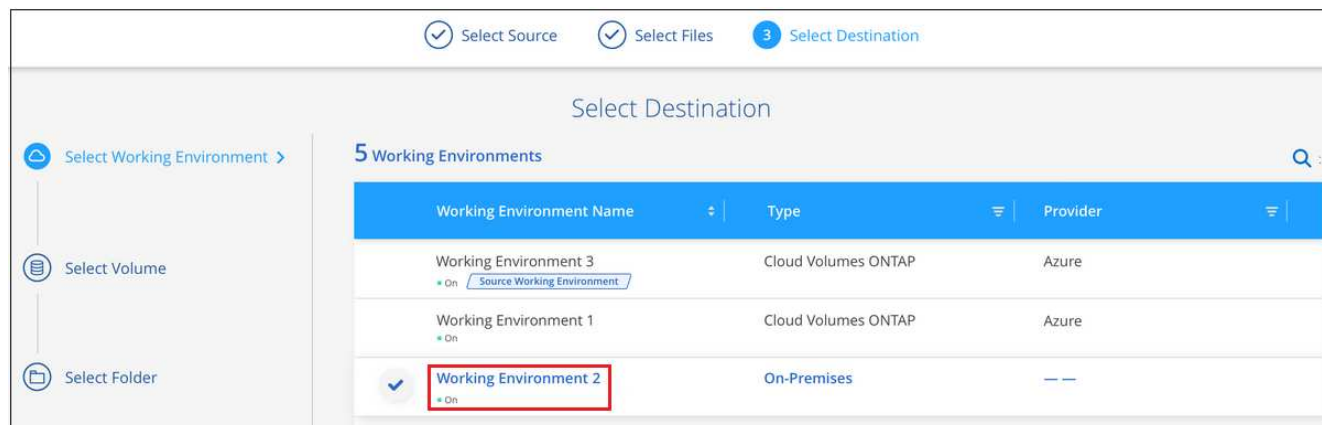 Select Source Select Files 3 Select Destination
Select Destination
Select Working Environment
5 Working Environments
Working Environment Name Type Provider
Select Volume
Working Environment 3 Cloud Volumes ONTAP Azure
On Source Working Environment
Working Environment 1 Cloud Volumes ONTAP Azure
On
Select Folder
Working Environment 2 On-Premises — —
On